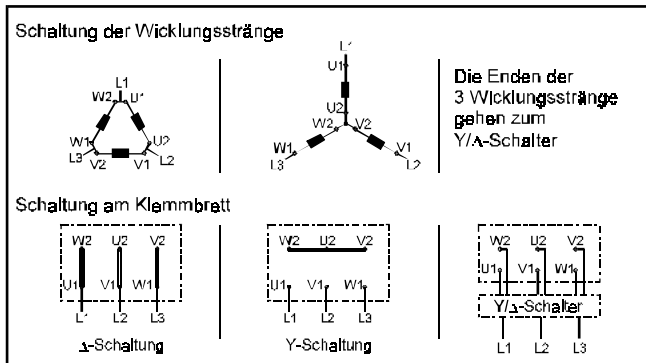 Schaltung der Wicklungsstränge
L1
W2 U1
W1 U2
L3 V2 V1 L2
L1
U1
U2
W2 V2
W1 V1
L3 L2
Die Enden der
3 Wicklungsstränge
gehen zum
Y/Δ-Schalter
Schaltung am Klemmbrett
W2 U2 V2
U1 V1 W1
L1 L2 L3
Δ-Schaltung
W2 U2 V2
U1 V1 W1
L1 L2 L3
Y-Schaltung
W2 U2 V2
U1 V1 W1
Y/Δ-Schalter
L1 L2 L3